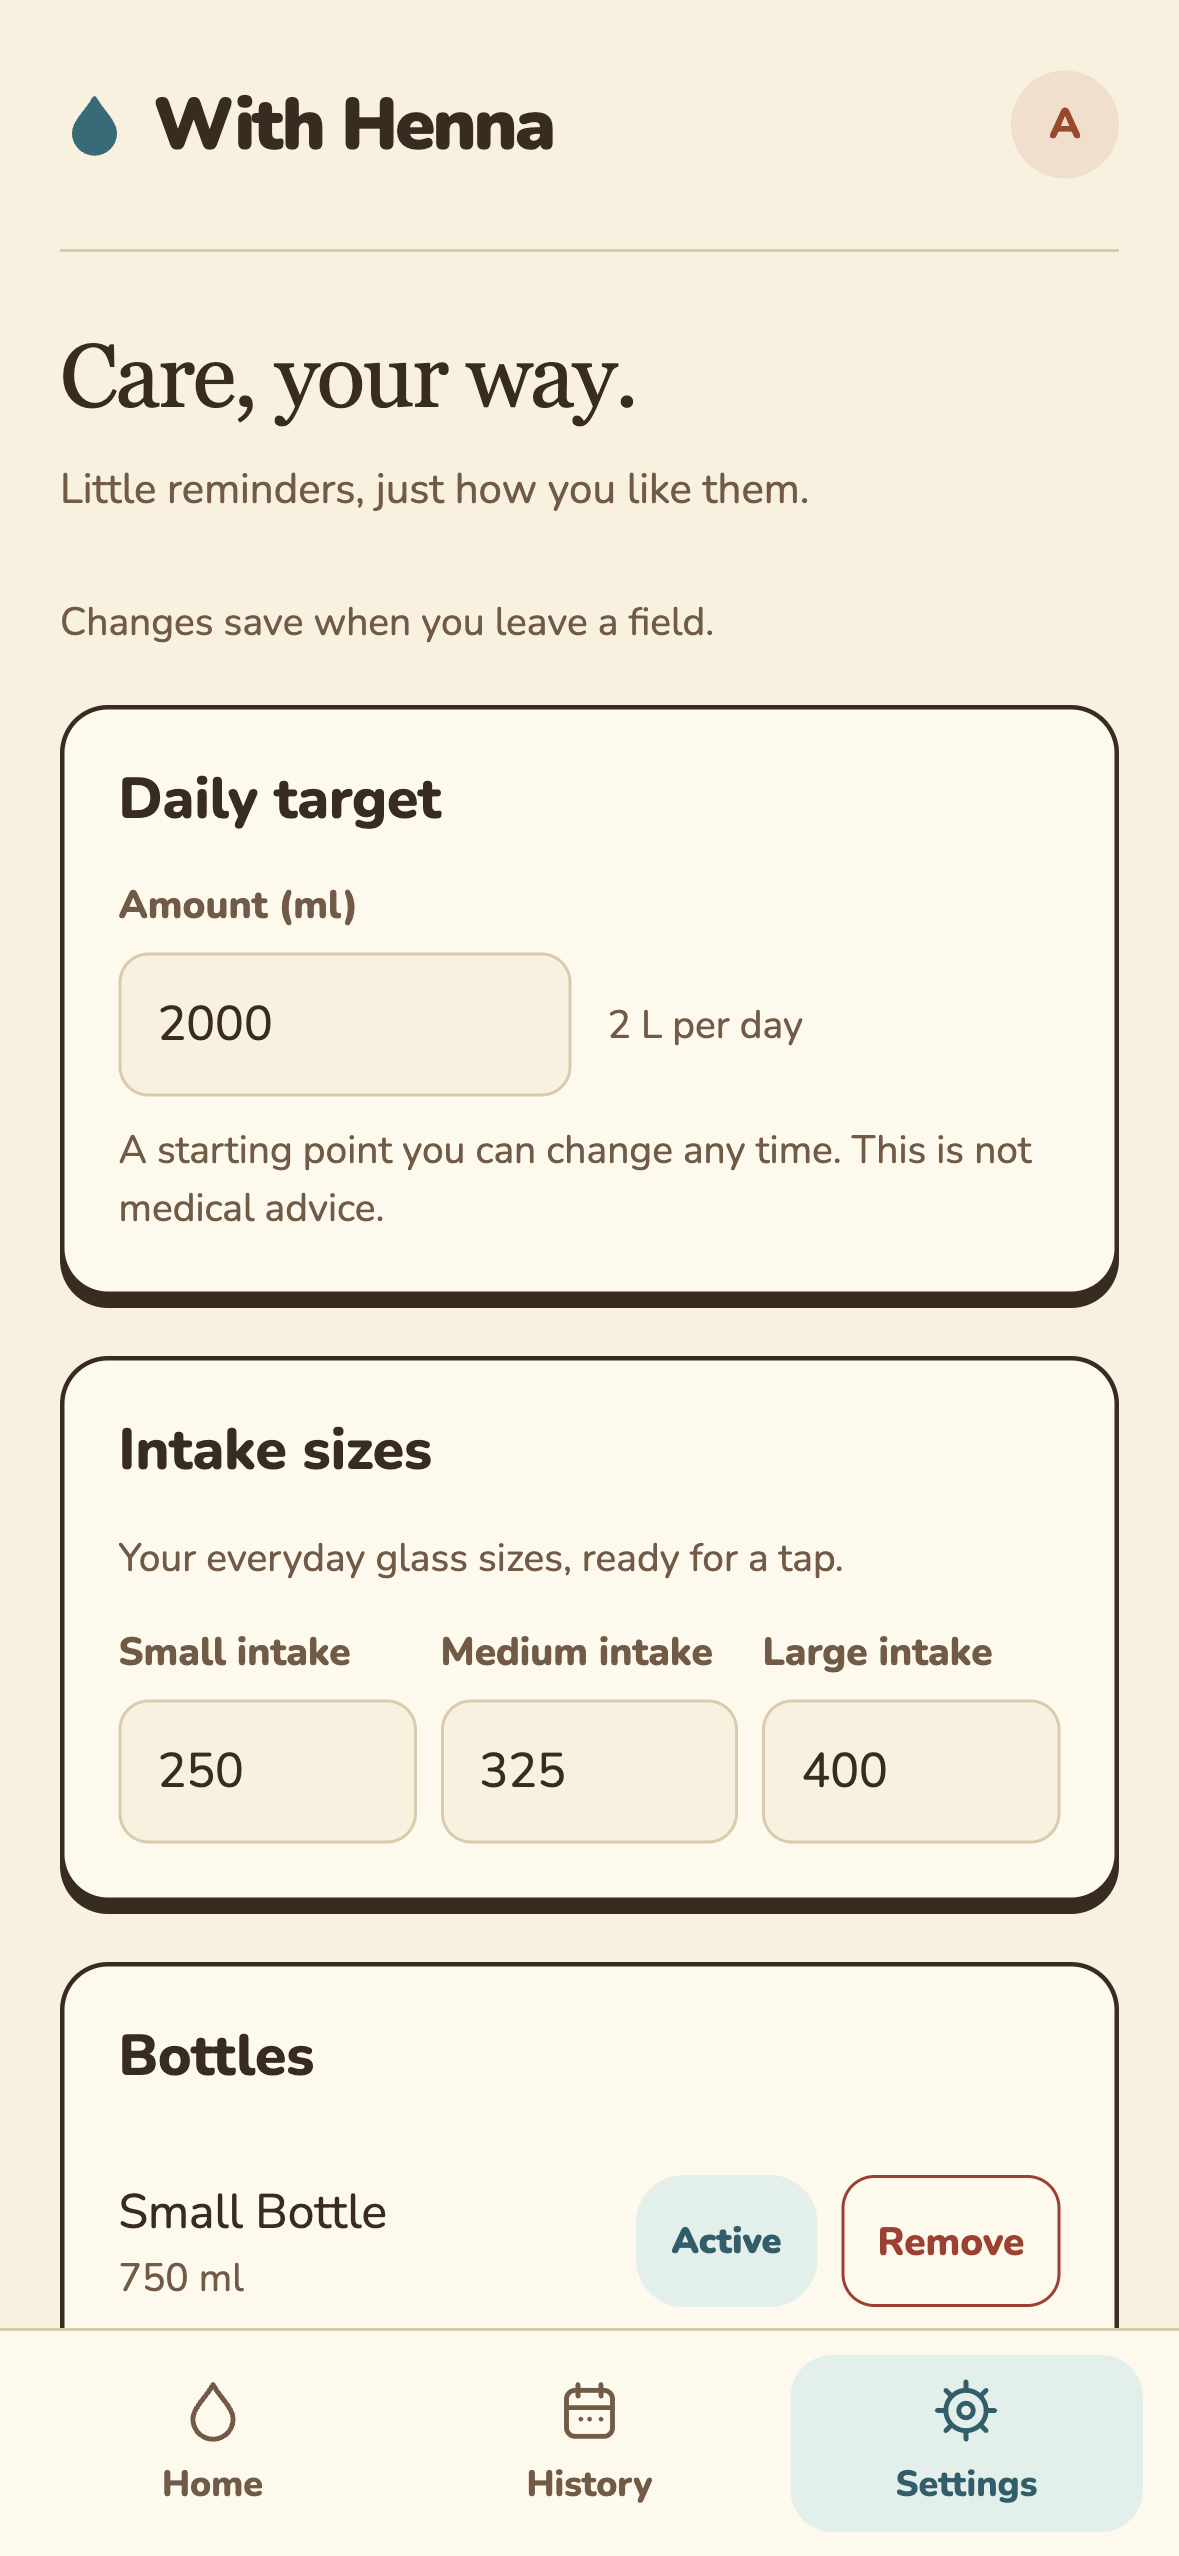 With Henna
A
Care, your way.
Little reminders, just how you like them.
Changes save when you leave a field.
Daily target
Amount (ml)
2000
2 L per day
A starting point you can change any time. This is not
medical advice.
Intake sizes
Your everyday glass sizes, ready for a tap.
Small intake Medium intake Large intake
250 325 400
Bottles
Small Bottle
750 ml
Active Remove
Home History Settings